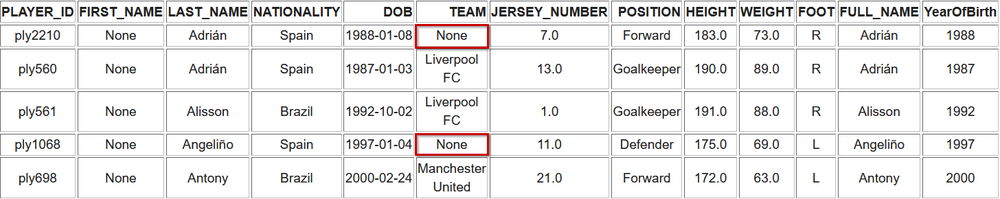 PLAYER_ID FIRST_NAME LAST_NAME NATIONALITY DOB TEAM JERSEY_NUMBER POSITION HEIGHT WEIGHT FOOT FULL_NAME YearOfBirth
ply2210 None Adrián Spain 1988-01-08 None 7.0 Forward 183.0 73.0 R Adrián 1988
ply560 None Adrián Spain 1987-01-03 Liverpool FC 13.0 Goalkeeper 190.0 89.0 R Adrián 1987
ply561 None Alisson Brazil 1992-10-02 Liverpool FC 1.0 Goalkeeper 191.0 88.0 R Alisson 1992
ply1068 None Angeliño Spain 1997-01-04 None 11.0 Defender 175.0 69.0 L Angeliño 1997
ply698 None Antony Brazil 2000-02-24 Manchester United 21.0 Forward 172.0 63.0 L Antony 2000